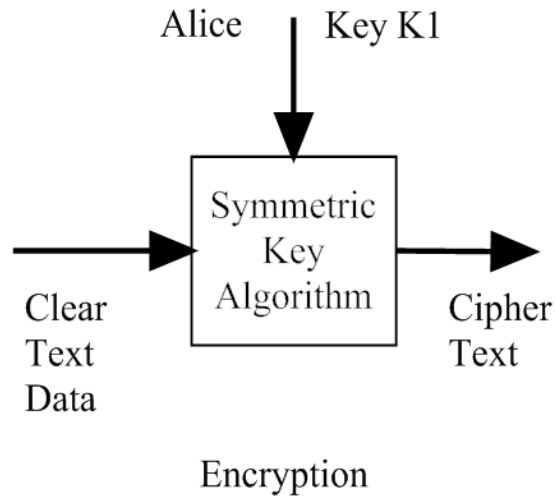 Alice Key K1
Symmetric
Key
Algorithm
Clear
Text
Data
Cipher
Text
Encryption